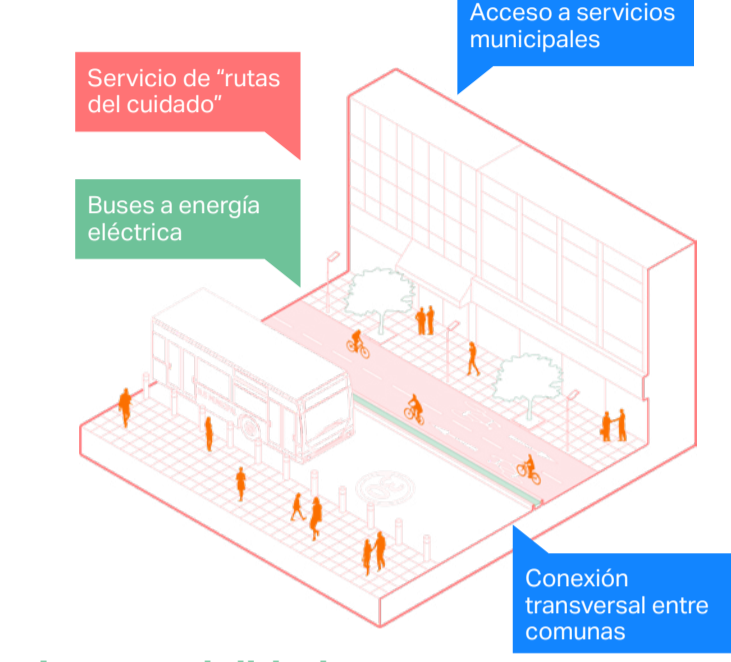 Acceso a servicios
municipales
Servicio de “rutas
del cuidado”
Buses a energía
eléctrica
Conexión
transversal entre
comunas